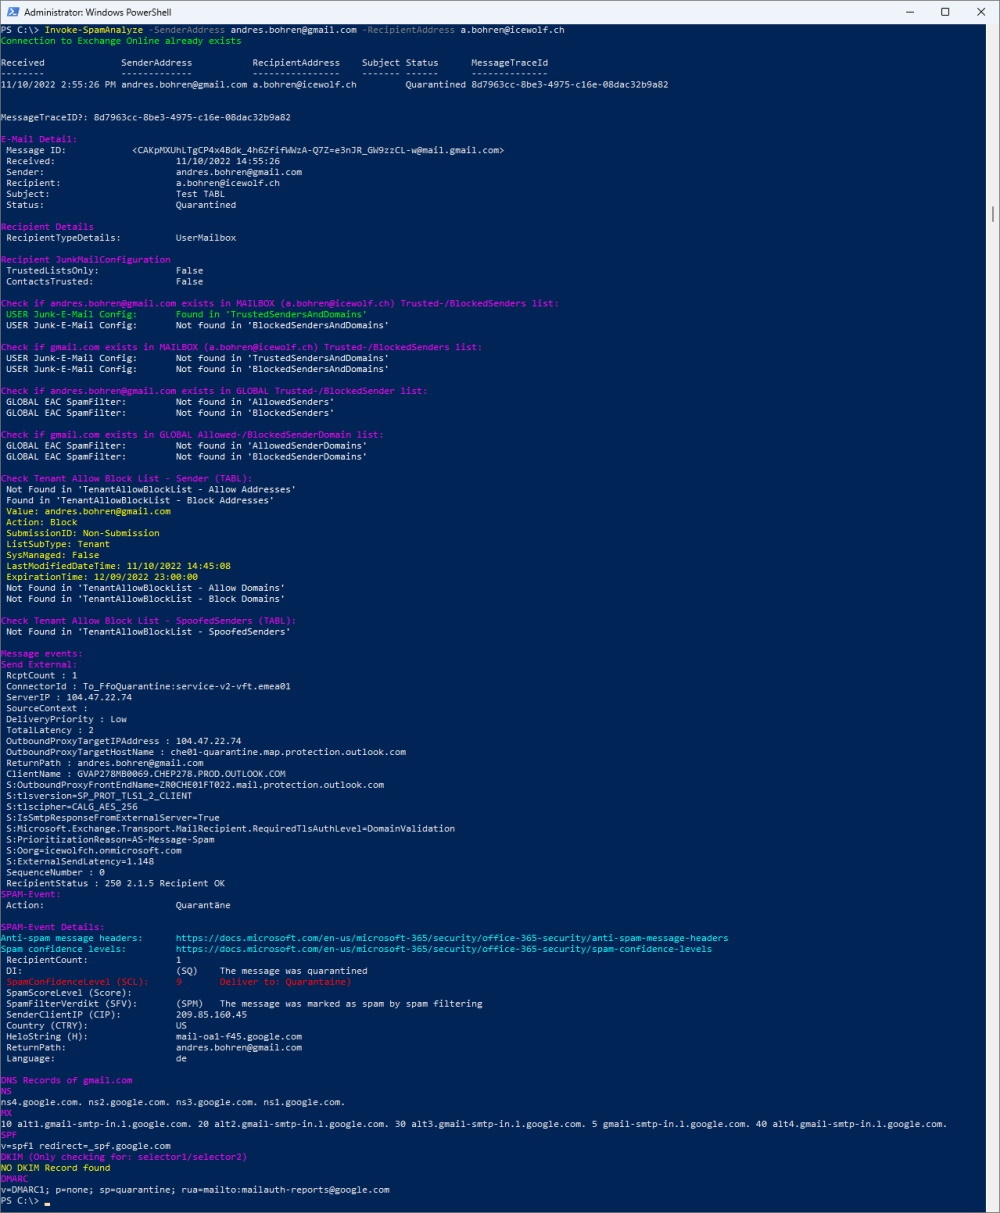 Administrator: Windows PowerShell
PS C:\> Invoke-SpamAnalyze -SenderAddress andres.bohren@gmail.com -RecipientAddress a.bohren@icewolf.ch
Connection to Exchange Online already exists
Received SenderAddress RecipientAddress Subject Status MessageTraceId
-------- ------------- ---------------- ------- ------ --------------
11/10/2022 2:55:26 PM andres.bohren@gmail.com a.bohren@icewolf.ch Quarantined 8d7963cc-8be3-4975-c16e-08dac32b9a82
MessageTraceID?: 8d7963cc-8be3-4975-c16e-08dac32b9a82
E-Mail Detail:
Message ID: <CAKpMXUhLTgCP4x4Bdk_4h6ZfifWWzA-Q7Z=e3nJR_GW9zzCL-w@mail.gmail.com>
Received: 11/10/2022 14:55:26
Sender: andres.bohren@gmail.com
Recipient: a.bohren@icewolf.ch
Subject: Test TABL
Status: Quarantined
Recipient Details
RecipientTypeDetails: UserMailbox
Recipient JunkMailConfiguration
TrustedListsOnly: False
ContactsTrusted: False
Check if andres.bohren@gmail.com exists in MAILBOX (a.bohren@icewolf.ch) Trusted-/BlockedSenders list:
USER Junk-E-Mail Config: Found in 'TrustedSendersAndDomains'
USER Junk-E-Mail Config: Not found in 'BlockedSendersAndDomains'
Check if gmail.com exists in MAILBOX (a.bohren@icewolf.ch) Trusted-/BlockedSenders list:
USER Junk-E-Mail Config: Not found in 'TrustedSendersAndDomains'
USER Junk-E-Mail Config: Not found in 'BlockedSendersAndDomains'
Check if andres.bohren@gmail.com exists in GLOBAL Trusted-/BlockedSender list:
GLOBAL EAC SpamFilter: Not found in 'AllowedSenders'
GLOBAL EAC SpamFilter: Not found in 'BlockedSenders'
Check if gmail.com exists in GLOBAL Allowed-/BlockedSenderDomain list:
GLOBAL EAC SpamFilter: Not found in 'AllowedSenderDomains'
GLOBAL EAC SpamFilter: Not found in 'BlockedSenderDomains'
Check Tenant Allow Block List - Sender (TABL):
Not Found in 'TenantAllowBlockList - Allow Addresses'
Found in 'TenantAllowBlockList - Block Addresses'
Value: andres.bohren@gmail.com
Action: Block
SubmissionID: Non-Submission
ListSubType: Tenant
SysManaged: False
LastModifiedDateTime: 11/10/2022 14:45:08
ExpirationTime: 12/09/2022 23:00:00
Not Found in 'TenantAllowBlockList - Allow Domains'
Not Found in 'TenantAllowBlockList - Block Domains'
Check Tenant Allow Block List - SpoofedSenders (TABL):
Not Found in 'TenantAllowBlockList - SpoofedSenders'
Message events:
Send External:
RcptCount : 1
ConnectorId : To_FfoQuarantine:service-v2-vft.emea01
ServerIP : 104.47.22.74
SourceContext :
DeliveryPriority : Low
TotalLatency : 2
OutboundProxyTargetIPAddress : 104.47.22.74
OutboundProxyTargetHostName : che01-quarantine.map.protection.outlook.com
ReturnPath : andres.bohren@gmail.com
ClientName : GVAP278MB0069.CHEP278.PROD.OUTLOOK.COM
S:OutboundProxyFrontEndName=ZR0CHE01FT022.mail.protection.outlook.com
S:tlsversion=SP_PROT_TLS1_2_CLIENT
S:tlscipher=CALG_AES_256
S:IsSmtpResponseFromExternalServer=True
S:Microsoft.Exchange.Transport.MailRecipient.RequiredTlsAuthLevel=DomainValidation
S:PrioritizationReason=AS-Message-Spam
S:Oorg=icewolfch.onmicrosoft.com
S:ExternalSendLatency=1.148
SequenceNumber : 0
RecipientStatus : 250 2.1.5 Recipient OK
SPAM-Event:
Action: Quarantäne
SPAM-Event Details:
Anti-spam message headers: https://docs.microsoft.com/en-us/microsoft-365/security/office-365-security/anti-spam-message-headers
Spam confidence levels: https://docs.microsoft.com/en-us/microsoft-365/security/office-365-security/spam-confidence-levels
RecipientCount: 1
DI: (SQ) The message was quarantined
SpamConfidenceLevel (SCL): 9 Deliver to: Quarantaine)
SpamScoreLevel (Score):
SpamFilterVerdikt (SFV): (SPM) The message was marked as spam by spam filtering
SenderClientIP (CIP): 209.85.160.45
Country (CTRY): US
HeloString (H): mail-oa1-f45.google.com
ReturnPath: andres.bohren@gmail.com
Language: de
DNS Records of gmail.com
NS
ns4.google.com. ns2.google.com. ns3.google.com. ns1.google.com.
MX
10 alt1.gmail-smtp-in.l.google.com. 20 alt2.gmail-smtp-in.l.google.com. 30 alt3.gmail-smtp-in.l.google.com. 5 gmail-smtp-in.l.google.com. 40 alt4.gmail-smtp-in.l.google.com.
SPF
v=spf1 redirect=_spf.google.com
DKIM (Only checking for: selector1/selector2)
NO DKIM Record found
DMARC
v=DMARC1; p=none; sp=quarantine; rua=mailto:mailauth-reports@google.com
PS C:\>